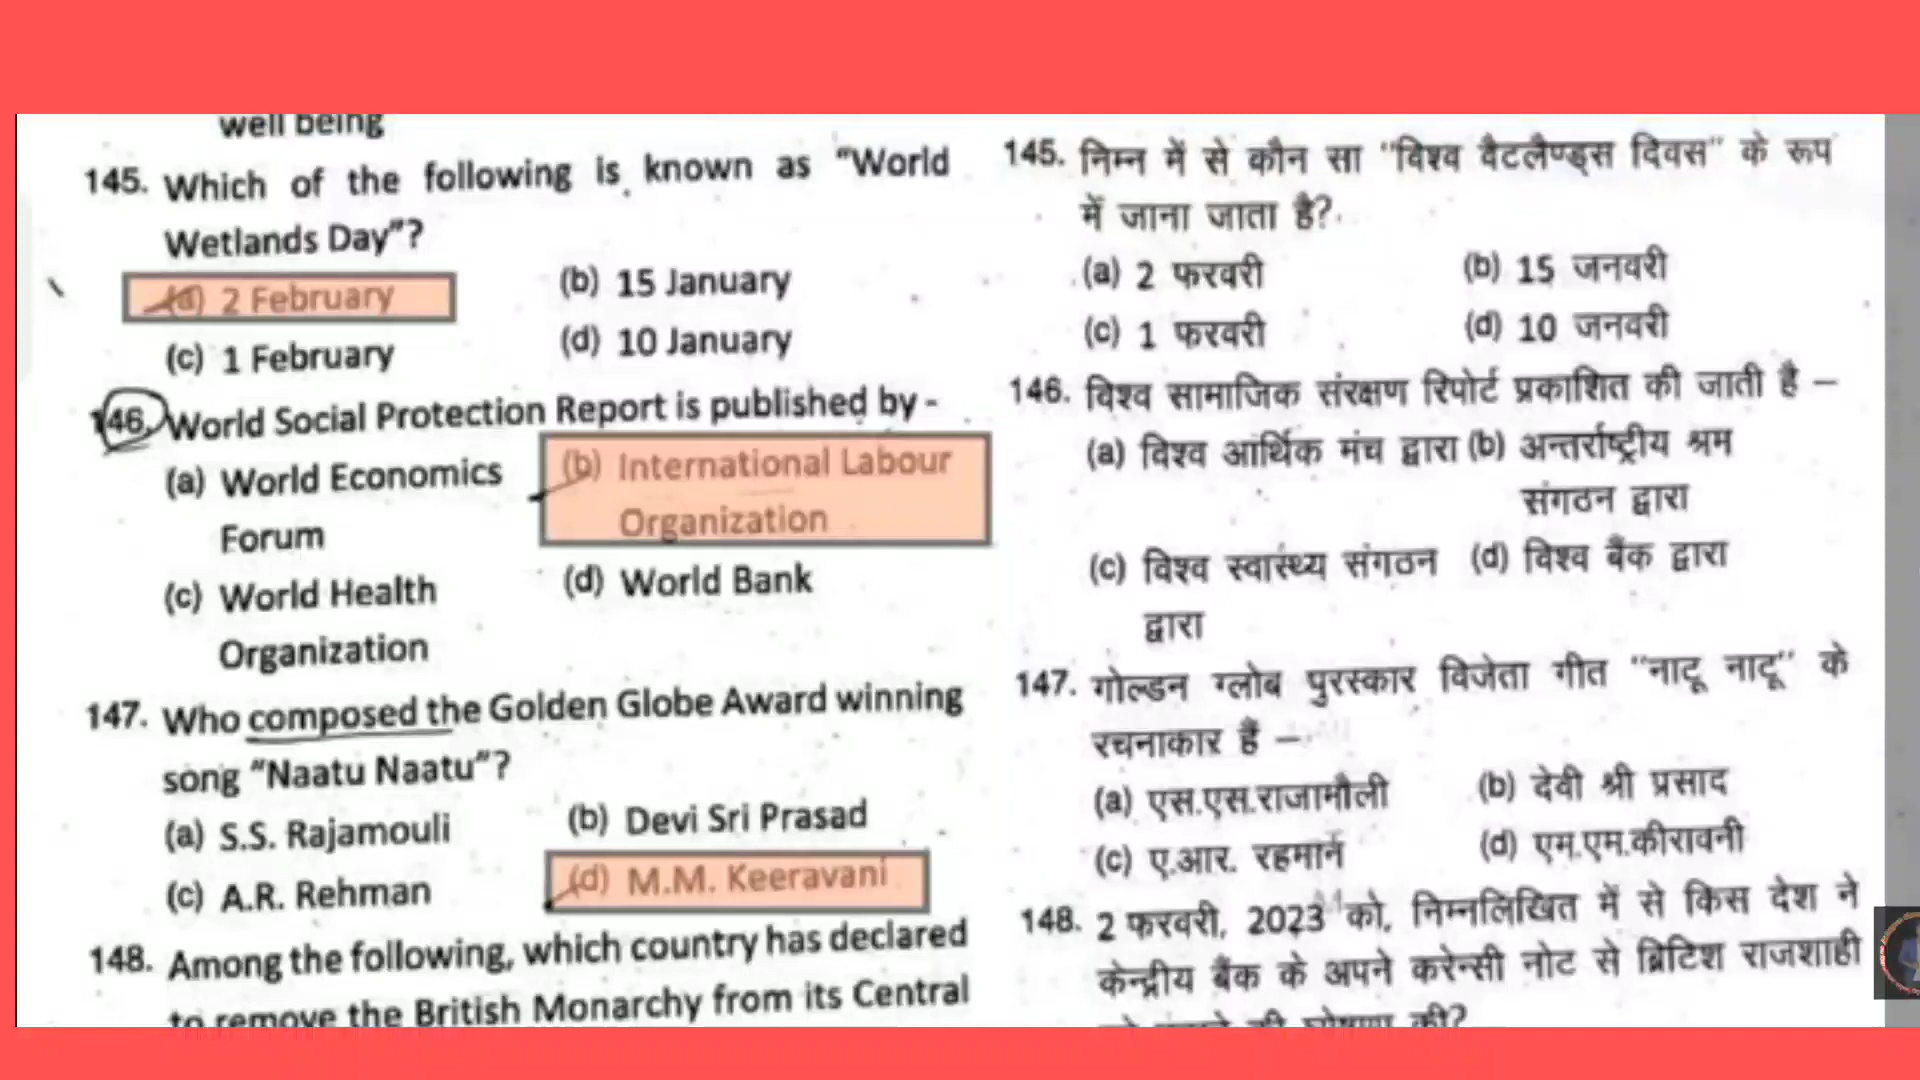 well being
145. Which of the following is known as "World
Wetlands Day"?
(a) 2 February (b) 15 January
(c) 1 February (d) 10 January
146. World Social Protection Report is published by -
(a) World Economics (b) International Labour
Forum Organization
(c) World Health (d) World Bank
Organization
147. Who composed the Golden Globe Award winning
song "Naatu Naatu"?
(a) S.S. Rajamouli (b) Devi Sri Prasad
(c) A.R. Rehman (d) M.M. Keeravani
148. Among the following, which country has declared
to remove the British Monarchy from its Central
145. निम्न में से कौन सा "विश्व वैटलैण्ड्स दिवस" के रूप
में जाना जाता है?
(a) 2 फरवरी (b) 15 जनवरी
(c) 1 फरवरी (d) 10 जनवरी
146. विश्व सामाजिक संरक्षण रिपोर्ट प्रकाशित की जाती है –
(a) विश्व आर्थिक मंच द्वारा (b) अन्तर्राष्ट्रीय श्रम
संगठन द्वारा
(c) विश्व स्वास्थ्य संगठन (d) विश्व बैंक द्वारा
द्वारा
147. गोल्डन ग्लोब पुरस्कार विजेता गीत "नाटू नाटू" के
रचनाकार हैं –
(a) एस.एस.राजामौली (b) देवी श्री प्रसाद
(c) ए.आर. रहमान (d) एम.एम.कीरावनी
148. 2 फरवरी, 2023 को, निम्नलिखित में से किस देश ने
केन्द्रीय बैंक के अपने करेन्सी नोट से ब्रिटिश राजशाही
की घोषणा की?